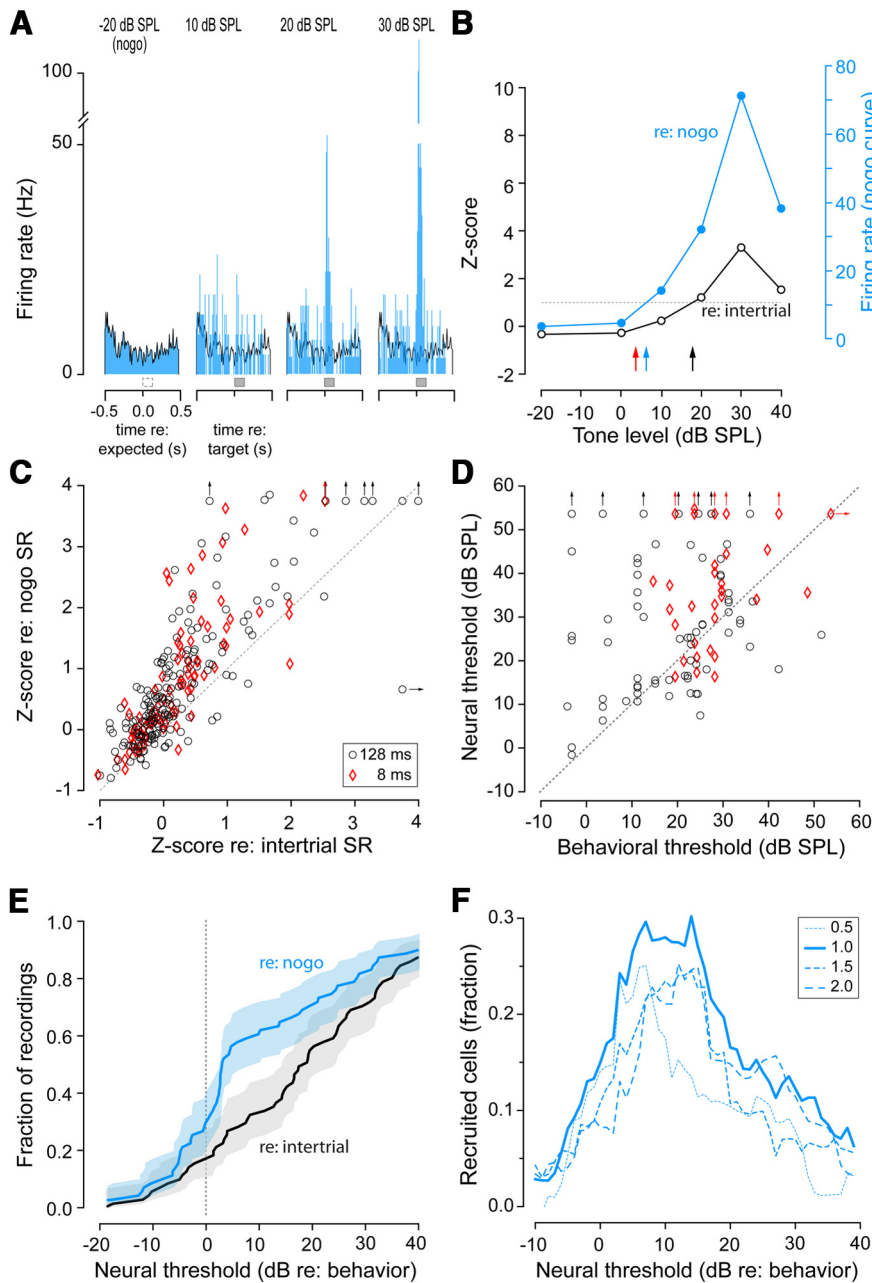 A
-20 dB SPL 10 dB SPL 20 dB SPL 30 dB SPL
(nogo)
100
50
0
Firing rate (Hz)
-0.5 0.0 0.5
time re: time re:
expected (s) target (s)
B
10
8
6
4
2
0
-2
Z-score
80
60
40
20
0
Firing rate (nogo curve)
re: nogo
re: intertrial
-20 -10 0 10 20 30 40
Tone level (dB SPL)
C
4
3
2
1
0
-1
Z-score re: nogo SR
128 ms
8 ms
-1 0 1 2 3 4
Z-score re: intertrial SR
D
60
50
40
30
20
10
0
-10
Neural threshold (dB SPL)
-10 0 10 20 30 40 50 60
Behavioral threshold (dB SPL)
E
1.0
0.8
0.6
0.4
0.2
0.0
Fraction of recordings
re: nogo
re: intertrial
-20 -10 0 10 20 30 40
Neural threshold (dB re: behavior)
F
0.3
0.2
0.1
0.0
Recruited cells (fraction)
0.5
1.0
1.5
2.0
-10 0 10 20 30 40
Neural threshold (dB re: behavior)